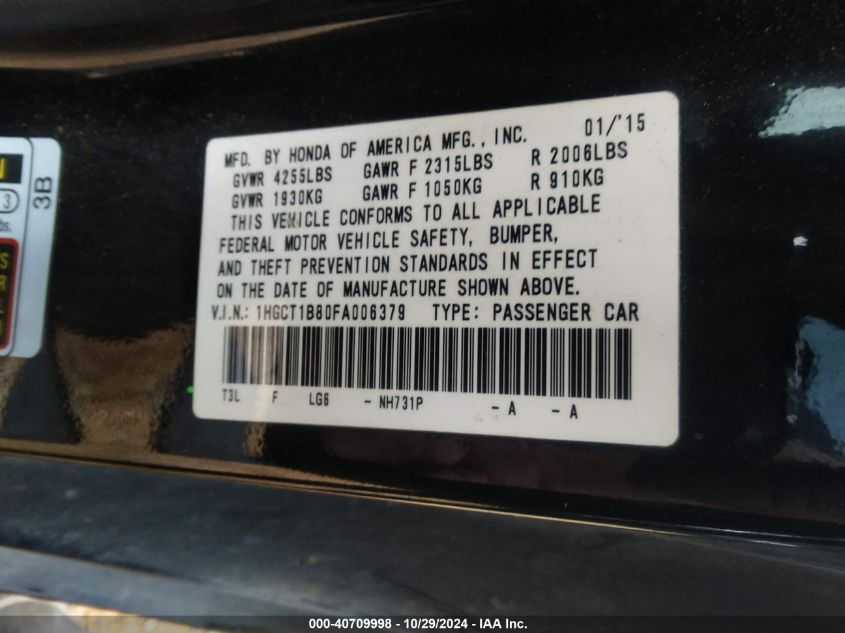 MFD. BY HONDA OF AMERICA MFG., INC. 01/'15
GVWR 4255LBS GAWR F 2315LBS R 2006LBS
GVWR 1930KG GAWR F 1050KG R 910KG
THIS VEHICLE CONFORMS TO ALL APPLICABLE
FEDERAL MOTOR VEHICLE SAFETY, BUMPER,
AND THEFT PREVENTION STANDARDS IN EFFECT
ON THE DATE OF MANUFACTURE SHOWN ABOVE.
V.I.N.: 1HGCT1B80FA006379 TYPE: PASSENGER CAR
T3L F LG6 - NH731P - A - A
3B
3
000-40709998 - 10/29/2024 - IAA, Inc.